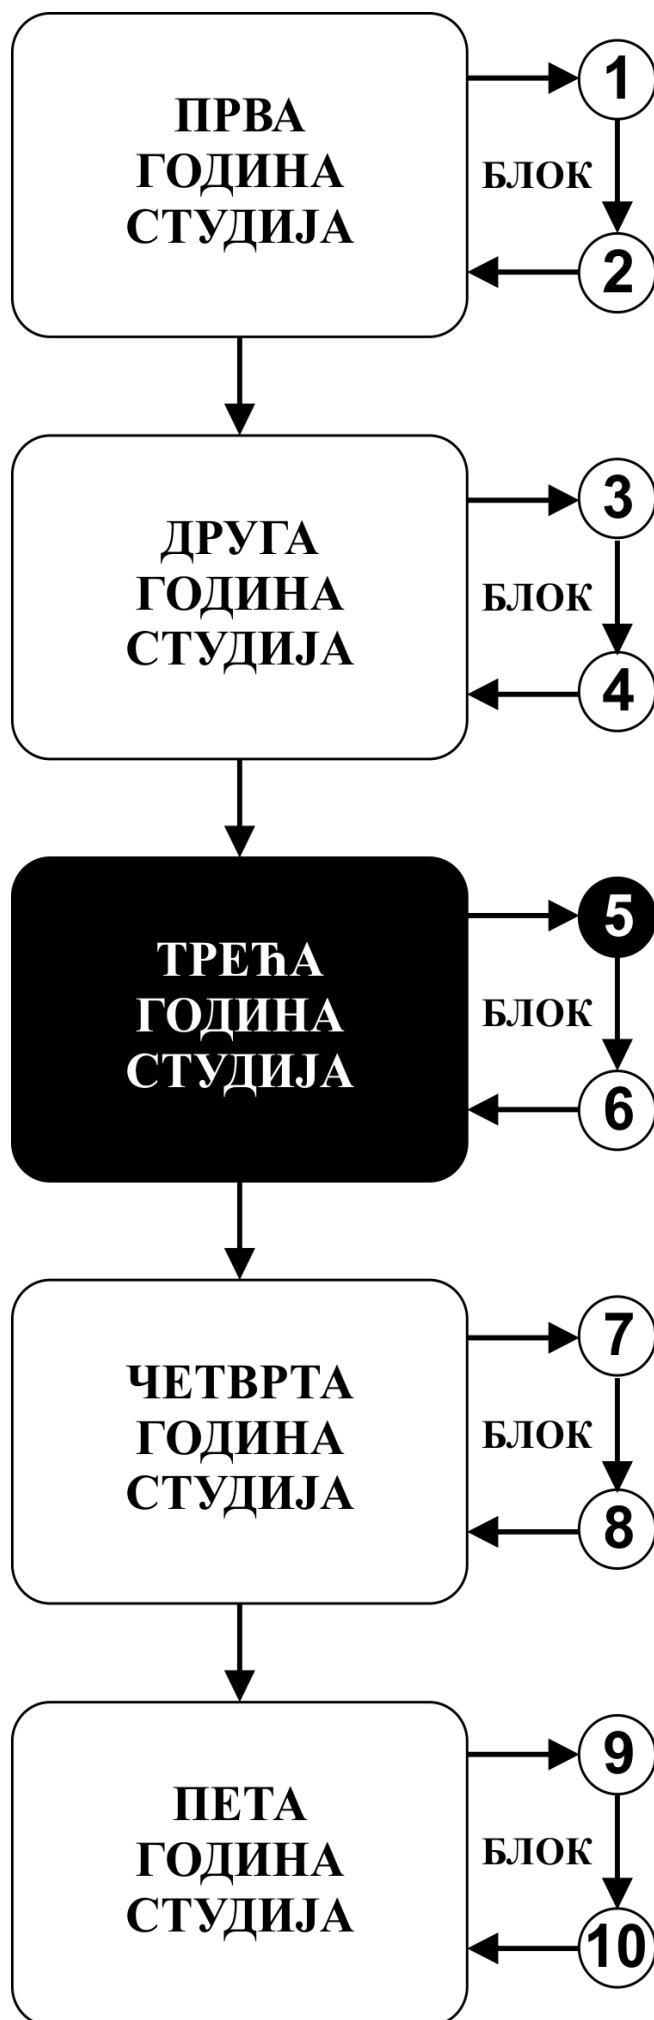 ПРВА
ГОДИНА
СТУДИЈА
1
БЛОК
2
ДРУГА
ГОДИНА
СТУДИЈА
3
БЛОК
4
ТРЕЋА
ГОДИНА
СТУДИЈА
5
БЛОК
6
ЧЕТВРТА
ГОДИНА
СТУДИЈА
7
БЛОК
8
ПЕТА
ГОДИНА
СТУДИЈА
9
БЛОК
10